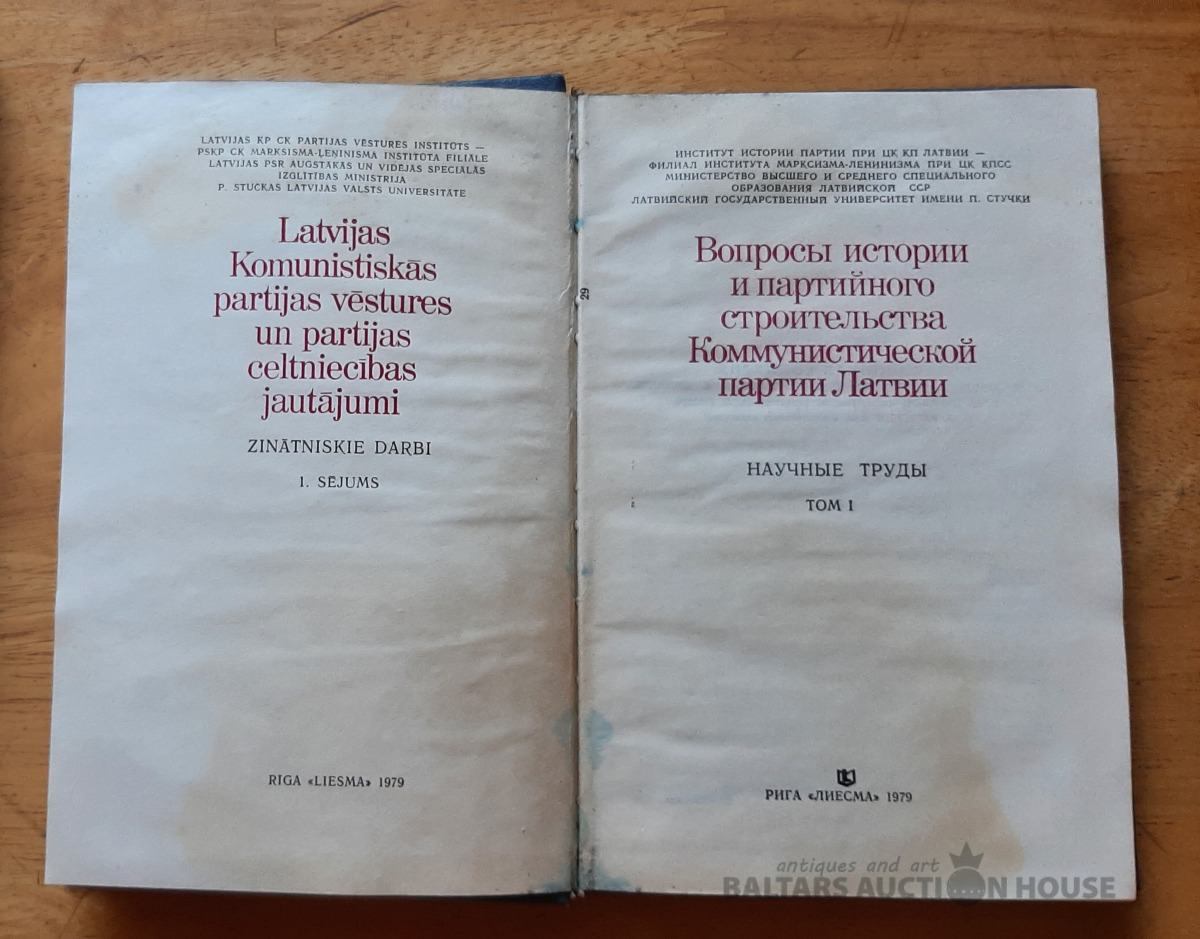 LATVIJAS KP CK PARTIJAS VĒSTURES INSTITŪTS —
PSKP CK MARKSISMA-ĻEŅINISMA INSTITŪTA FILIĀLE
LATVIJAS PSR AUGSTĀKĀS UN VIDĒJĀS SPECIĀLĀS
IZGLĪTĪBAS MINISTRIJA
P. STUČKAS LATVIJAS VALSTS UNIVERSITĀTE
Latvijas
Komunistiskās
partijas vēstures
un partijas
celtniecības
jautājumi
ZINĀTNISKIE DARBI
1. SĒJUMS
RĪGA «LIESMA» 1979
29
ИНСТИТУТ ИСТОРИИ ПАРТИИ ПРИ ЦК КП ЛАТВИИ —
ФИЛИАЛ ИНСТИТУТА МАРКСИЗМА-ЛЕНИНИЗМА ПРИ ЦК КПСС
МИНИСТЕРСТВО ВЫСШЕГО И СРЕДНЕГО СПЕЦИАЛЬНОГО
ОБРАЗОВАНИЯ ЛАТВИЙСКОЙ ССР
ЛАТВИЙСКИЙ ГОСУДАРСТВЕННЫЙ УНИВЕРСИТЕТ ИМЕНИ П. СТУЧКИ
Вопросы истории
и партийного
строительства
Коммунистической
партии Латвии
НАУЧНЫЕ ТРУДЫ
ТОМ 1
РИГА «ЛИЕСМА» 1979
antiques and art
BALTARS AUCTION HOUSE